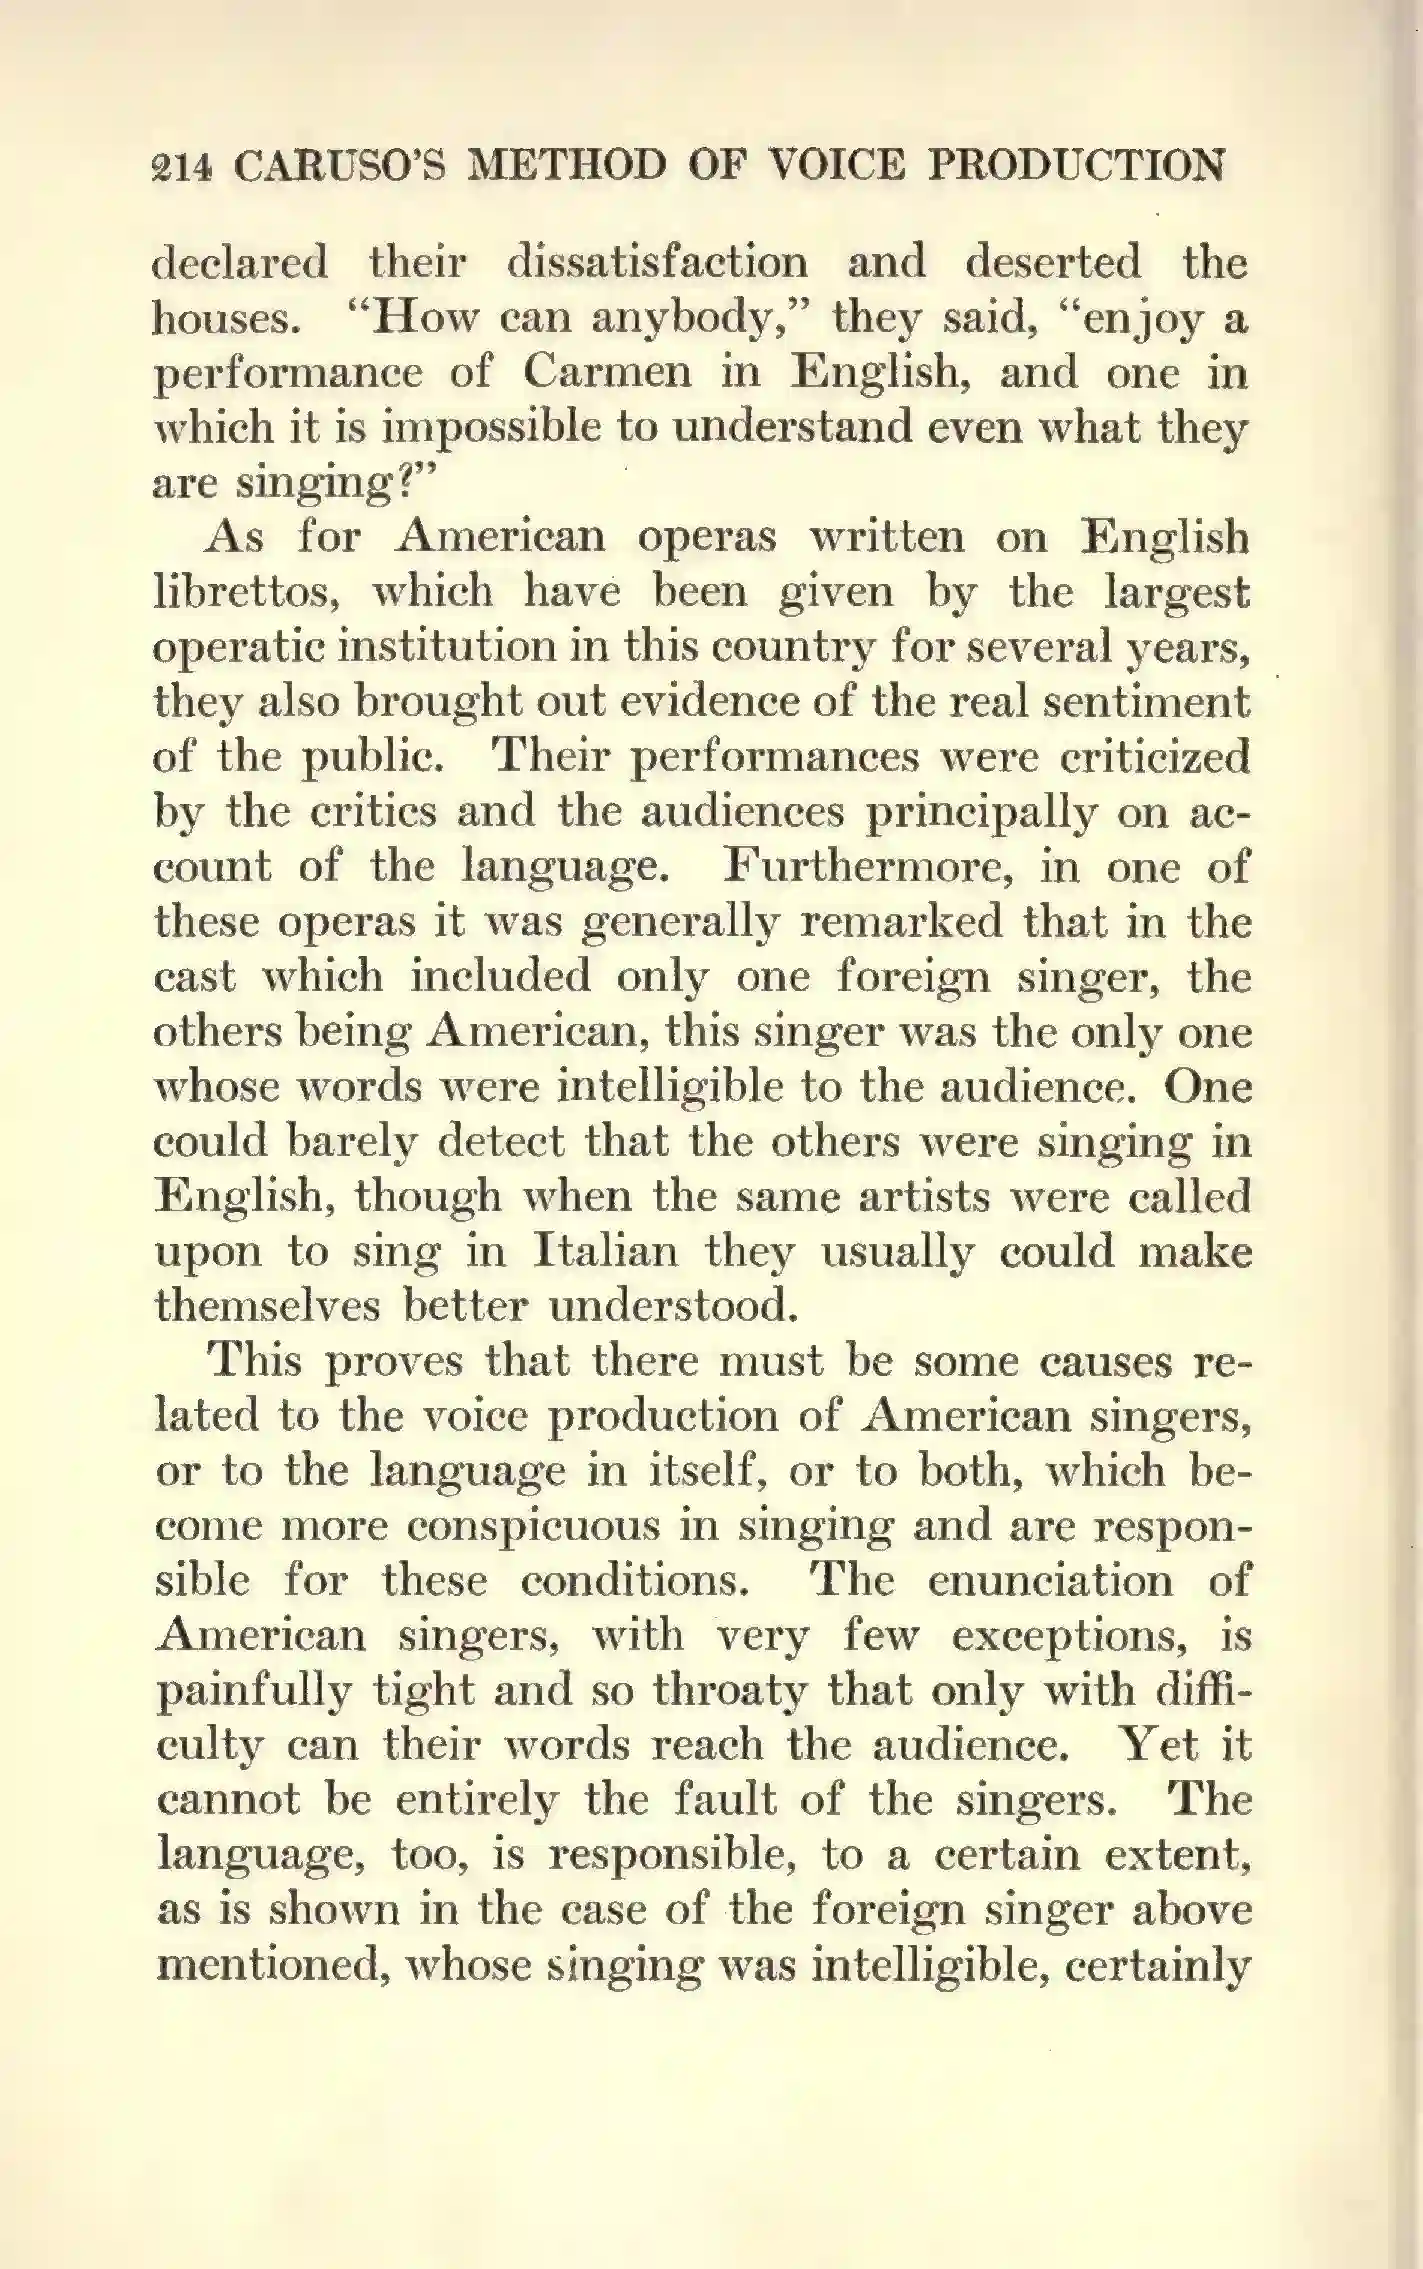 214 CARUSO'S METHOD OF VOICE PRODUCTION
declared their dissatisfaction and deserted the
houses. “How can anybody,” they said, “enjoy a
performance of Carmen in English, and one in
which it is impossible to understand even what they
are singing?”
As for American operas written on English
librettos, which have been given by the largest
operatic institution in this country for several years,
they also brought out evidence of the real sentiment
of the public. Their performances were criticized
by the critics and the audiences principally on ac-
count of the language. Furthermore, in one of
these operas it was generally remarked that in the
cast which included only one foreign singer, the
others being American, this singer was the only one
whose words were intelligible to the audience. One
could barely detect that the others were singing in
English, though when the same artists were called
upon to sing in Italian they usually could make
themselves better understood.
This proves that there must be some causes re-
lated to the voice production of American singers,
or to the language in itself, or to both, which be-
come more conspicuous in singing and are respon-
sible for these conditions. The enunciation of
American singers, with very few exceptions, is
painfully tight and so throaty that only with diffi-
culty can their words reach the audience. Yet it
cannot be entirely the fault of the singers. The
language, too, is responsible, to a certain extent,
as is shown in the case of the foreign singer above
mentioned, whose singing was intelligible, certainly